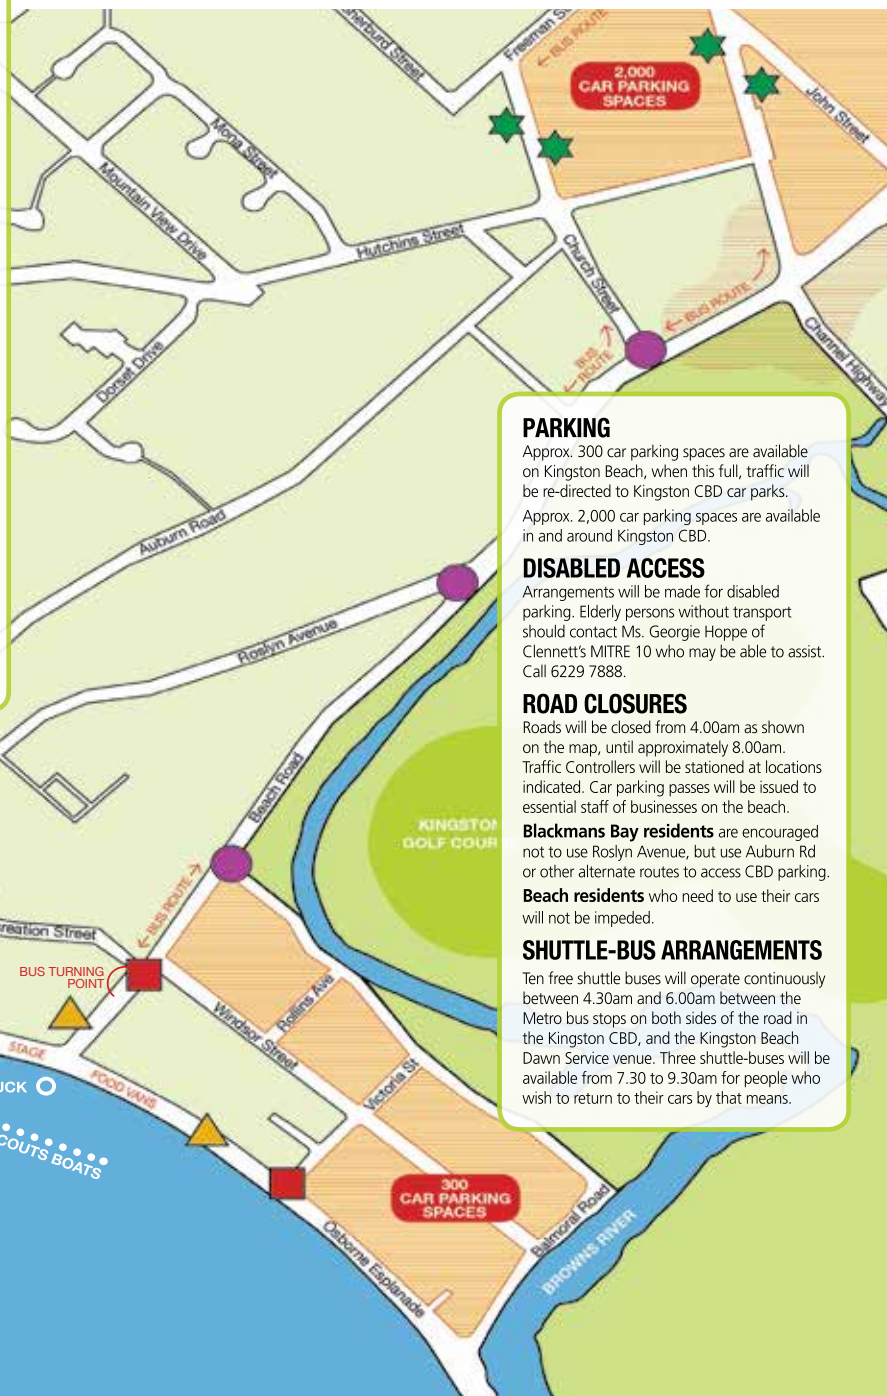 Freeman S
BUS ROUTE
herburd Street
2,000
CAR PARKING
SPACES
John Street
Mona Street
Mountain View Drive
Hutchins Street
Church Street
BUS ROUTE
BUS
ROUTE
Channel Highway
Dorset Drive
PARKING
Approx. 300 car parking spaces are available
on Kingston Beach, when this full, traffic will
be re-directed to Kingston CBD car parks.
Approx. 2,000 car parking spaces are available
in and around Kingston CBD.
DISABLED ACCESS
Arrangements will be made for disabled
parking. Elderly persons without transport
should contact Ms. Georgie Hoppe of
Clennett's MITRE 10 who may be able to assist.
Call 6229 7888.
ROAD CLOSURES
Roads will be closed from 4.00am as shown
on the map, until approximately 8.00am.
Traffic Controllers will be stationed at locations
indicated. Car parking passes will be issued to
essential staff of businesses on the beach.
Blackmans Bay residents are encouraged
not to use Roslyn Avenue, but use Auburn Rd
or other alternate routes to access CBD parking.
Beach residents who need to use their cars
will not be impeded.
SHUTTLE-BUS ARRANGEMENTS
Ten free shuttle buses will operate continuously
between 4.30am and 6.00am between the
Metro bus stops on both sides of the road in
the Kingston CBD, and the Kingston Beach
Dawn Service venue. Three shuttle-buses will be
available from 7.30 to 9.30am for people who
wish to return to their cars by that means.
Auburn Road
Roslyn Avenue
Beach Road
KINGSTON
GOLF COUR
BUS ROUTE
reation Street
BUS TURNING
POINT
Rollins Ave
Windsor Street
STAGE
FOOD VANS
Victoria St
UCK
COUTS BOATS
300
CAR PARKING
SPACES
Balmoral Road
Osborne Esplanade
BROWNS RIVER